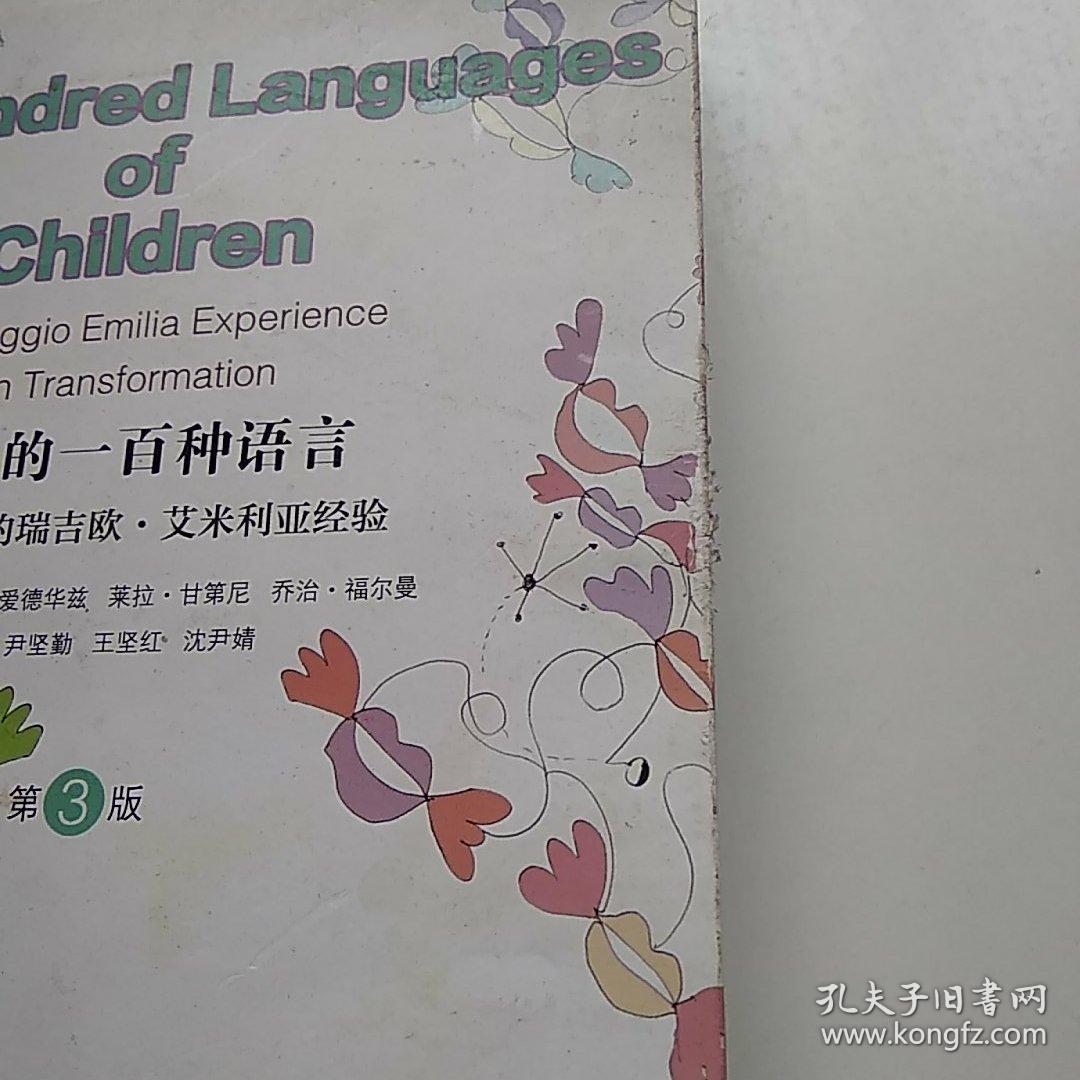 ndred Languages
of
Children
ggio Emilia Experience
n Transformation
的一百种语言
的瑞吉欧·艾米利亚经验
爱德华兹 莱拉·甘第尼 乔治·福尔曼
尹坚勤 王坚红 沈尹婧
第3版
孔夫子旧書网
www.kongfz.com